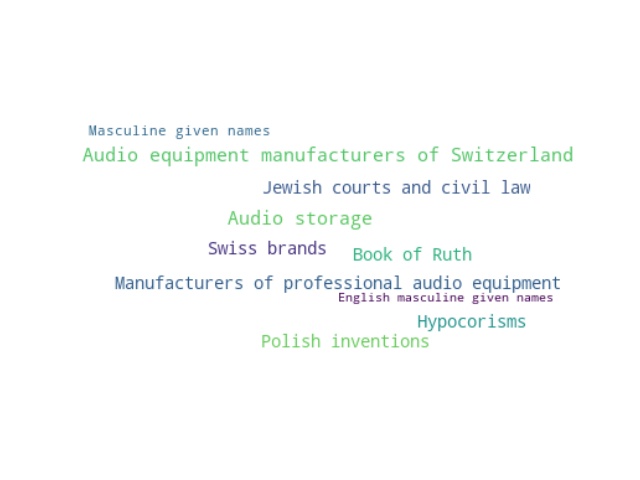 Masculine given names
Audio equipment manufacturers of Switzerland
Jewish courts and civil law
Audio storage
Swiss brands
Book of Ruth
Manufacturers of professional audio equipment
English masculine given names
Hypocorisms
Polish inventions